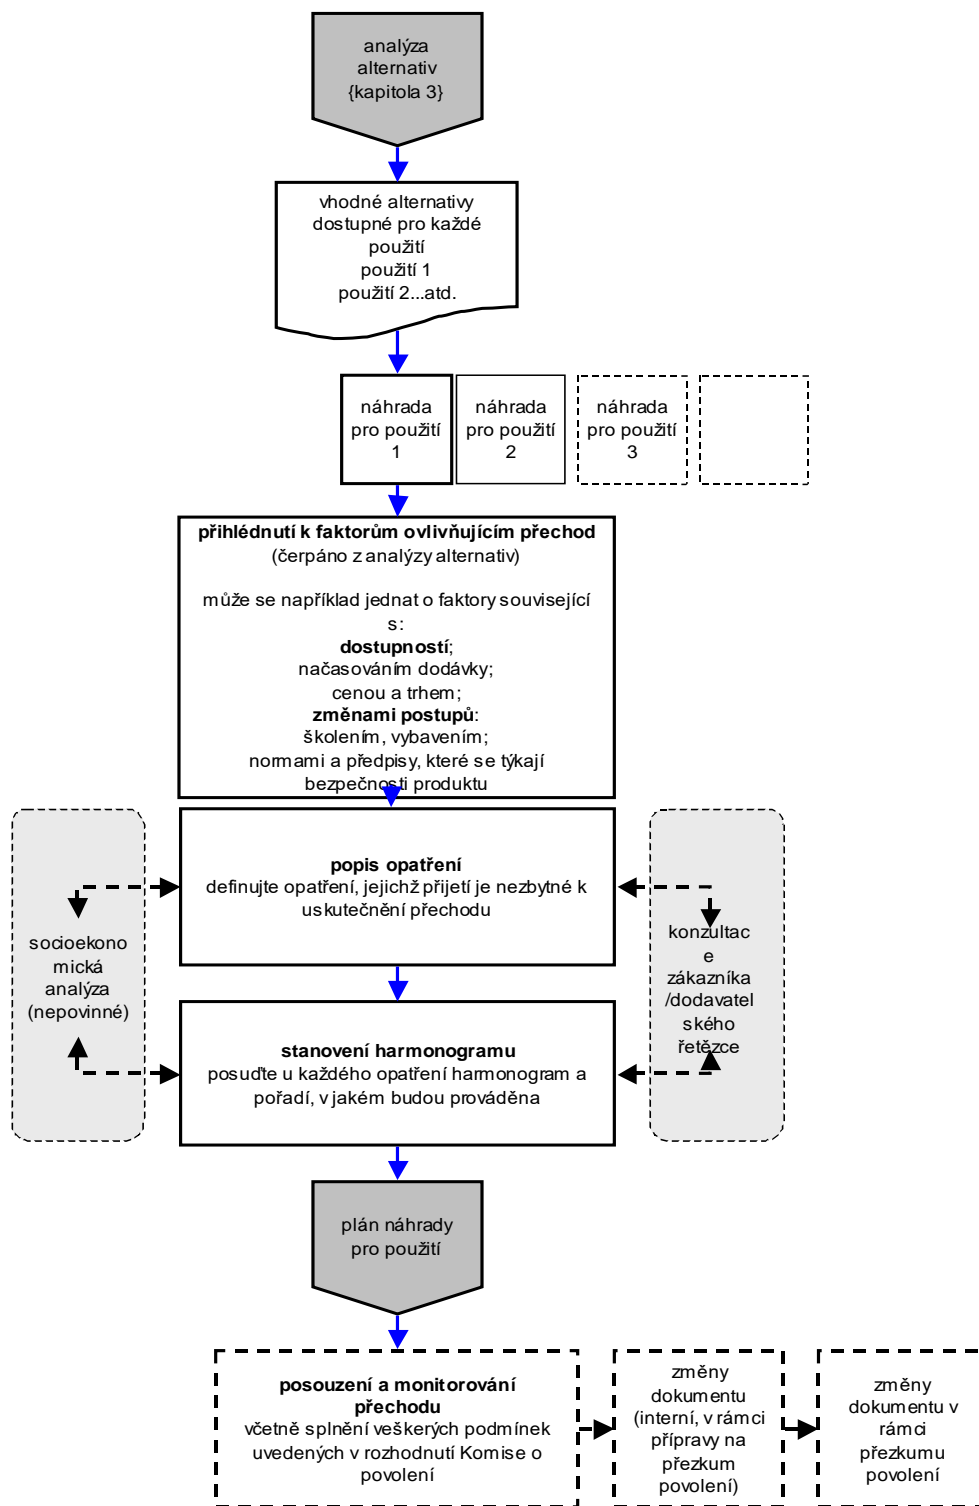 analýza
alternativ
{kapitola 3}
vhodné alternativy
dostupné pro každé
použití
použití 1
použití 2...atd.
náhrada
pro použití
1
náhrada
pro použití
2
náhrada
pro použití
3
přihlédnutí k faktorům ovlivňujícím přechod
(čerpáno z analýzy alternativ)
může se například jednat o faktory související
s:
dostupností;
načasováním dodávky;
cenou a trhem;
změnami postupů:
školením, vybavením;
normami a předpisy, které se týkají
bezpečnosti produktu
popis opatření
definujte opatření, jejichž přijetí je nezbytné k
uskutečnění přechodu
socioekono
mická
analýza
(nepovinné)
konzultac
e
zákazníka
/dodavatel
ského
řetězce
stanovení harmonogramu
posuďte u každého opatření harmonogram a
pořadí, v jakém budou prováděna
plán náhrady
pro použití
posouzení a monitorování
přechodu
včetně splnění veškerých podmínek
uvedených v rozhodnutí Komise o
povolení
změny
dokumentu
(interní, v rámci
přípravy na
přezkum
povolení)
změny
dokumentu v
rámci
přezkumu
povolení